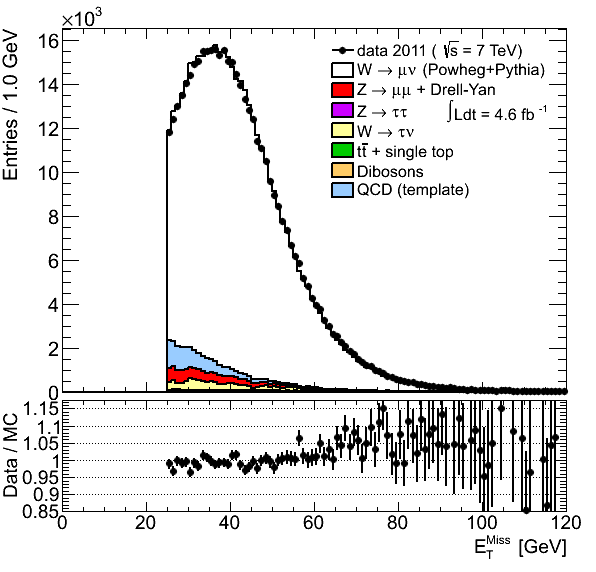 ×10³
Entries / 1.0 GeV
16
14
12
10
8
6
4
2
0
data 2011 ( √s = 7 TeV)
W → μν (Powheg+Pythia)
Z → μμ + Drell-Yan
Z → ττ
∫Ldt = 4.6 fb⁻¹
W → τν
tt̄ + single top
Dibosons
QCD (template)
Data / MC
1.15
1.1
1.05
1
0.95
0.9
0.85
0 20 40 60 80 100 120
E_T^Miss [GeV]